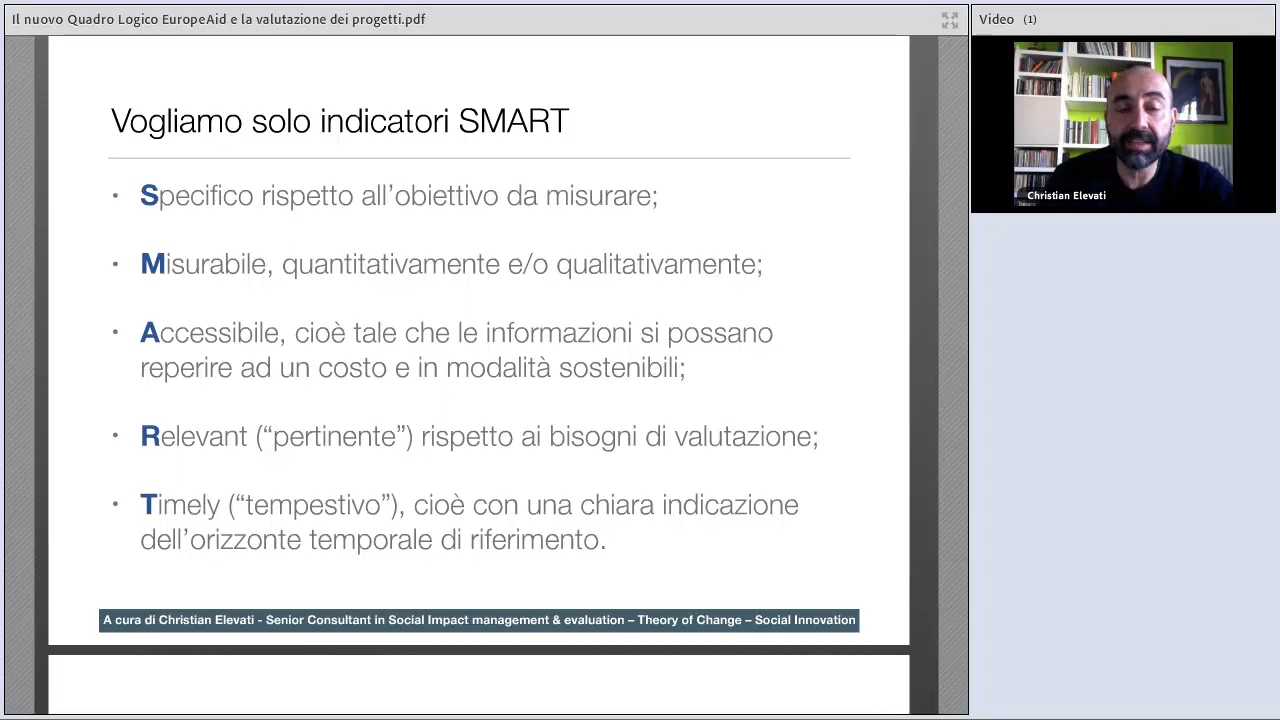 Il nuovo Quadro Logico EuropeAid e la valutazione dei progetti.pdf
Video (1)
Vogliamo solo indicatori SMART
• Specifico rispetto all’obiettivo da misurare;
• Misurabile, quantitativamente e/o qualitativamente;
• Accessibile, cioè tale che le informazioni si possano
reperire ad un costo e in modalità sostenibili;
• Relevant (“pertinente”) rispetto ai bisogni di valutazione;
• Timely (“tempestivo”), cioè con una chiara indicazione
dell’orizzonte temporale di riferimento.
A cura di Christian Elevati - Senior Consultant in Social Impact management & evaluation – Theory of Change – Social Innovation
Christian Elevati